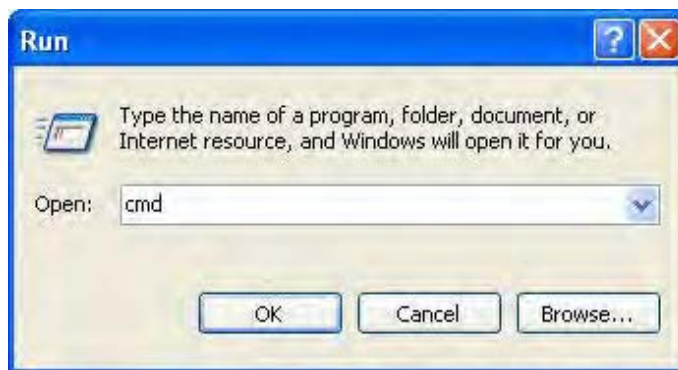 Run
?
Type the name of a program, folder, document, or
Internet resource, and Windows will open it for you.
Open: cmd
OK Cancel Browse...